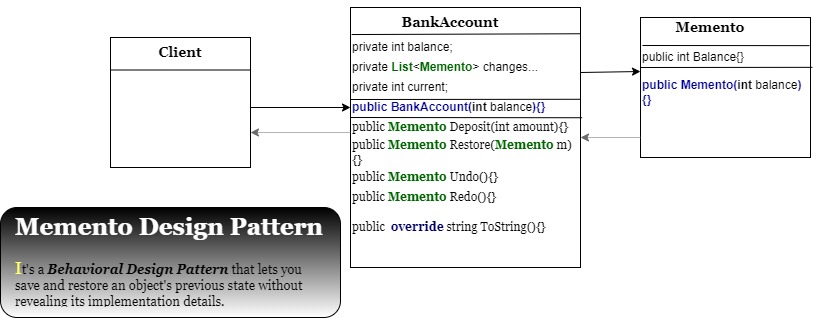 Client
BankAccount
private int balance;
private List<Memento> changes...
private int current;
public BankAccount(int balance){}
public Memento Deposit(int amount){}
public Memento Restore(Memento m)
{}
public Memento Undo(){}
public Memento Redo(){}
public override string ToString(){}
Memento
public int Balance{}
public Memento(int balance)
{}
Memento Design Pattern
It's a Behavioral Design Pattern that lets you
save and restore an object's previous state without
revealing its implementation details.